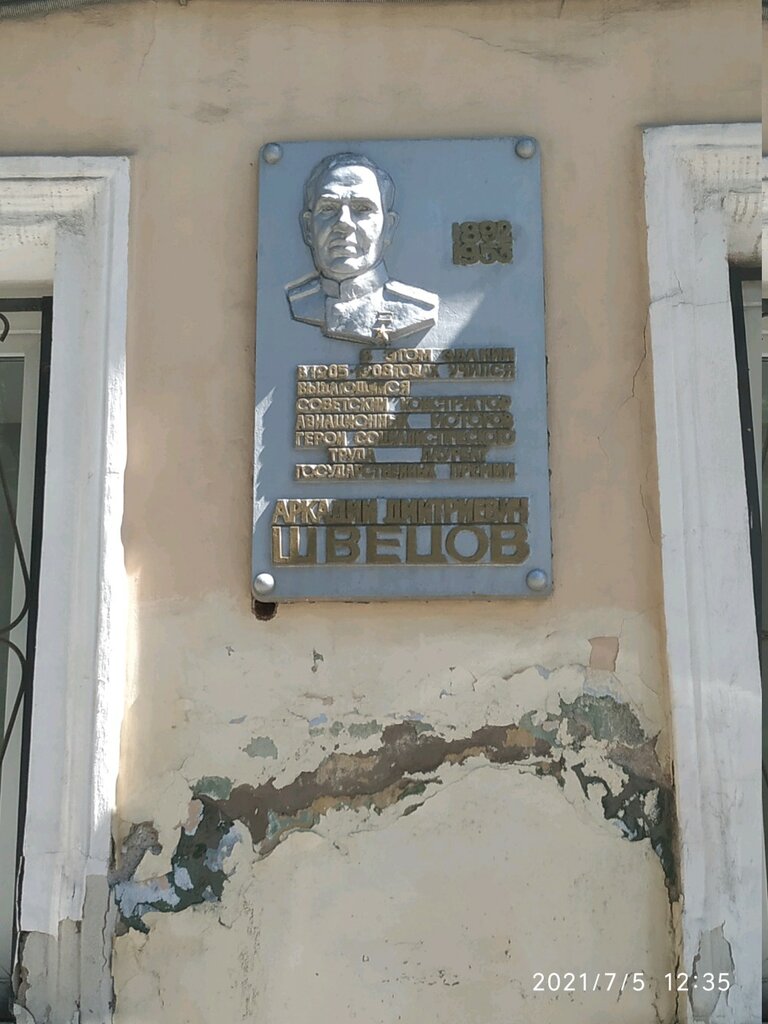 1892
1953
В ЭТОМ ЗДАНИИ
В 1905-1908 ГОДАХ УЧИЛСЯ
ВЫДАЮЩИЙСЯ
СОВЕТСКИЙ КОНСТРУКТОР
АВИАЦИОННЫХ МОТОРОВ
ГЕРОЙ СОЦИАЛИСТИЧЕСКОГО
ТРУДА ЛАУРЕАТ
ГОСУДАРСТВЕННЫХ ПРЕМИЙ
АРКАДИЙ ДМИТРИЕВИЧ
ШВЕЦОВ
2021/7/5 12:35